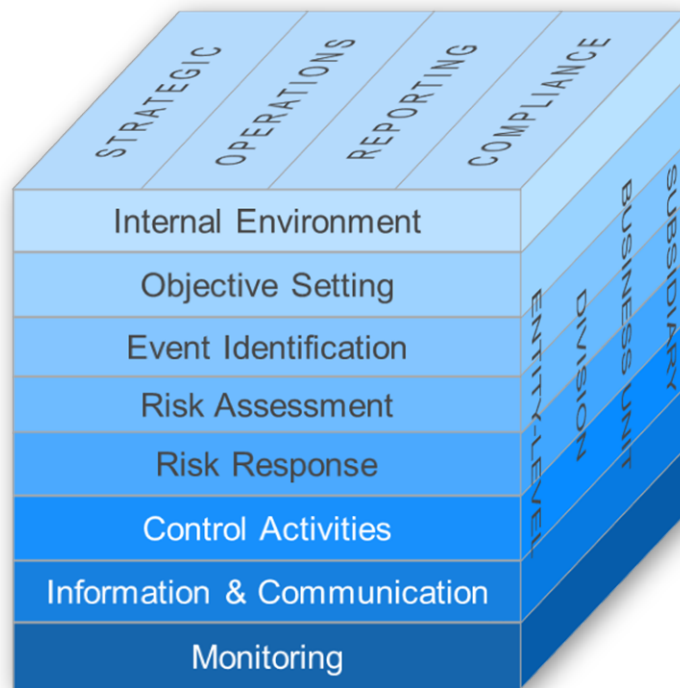 STRATEGIC
OPERATIONS
REPORTING
COMPLIANCE
Internal Environment
Objective Setting
Event Identification
Risk Assessment
Risk Response
Control Activities
Information & Communication
Monitoring
ENTITY-LEVEL
DIVISION
BUSINESS UNIT
SUBSIDIARY